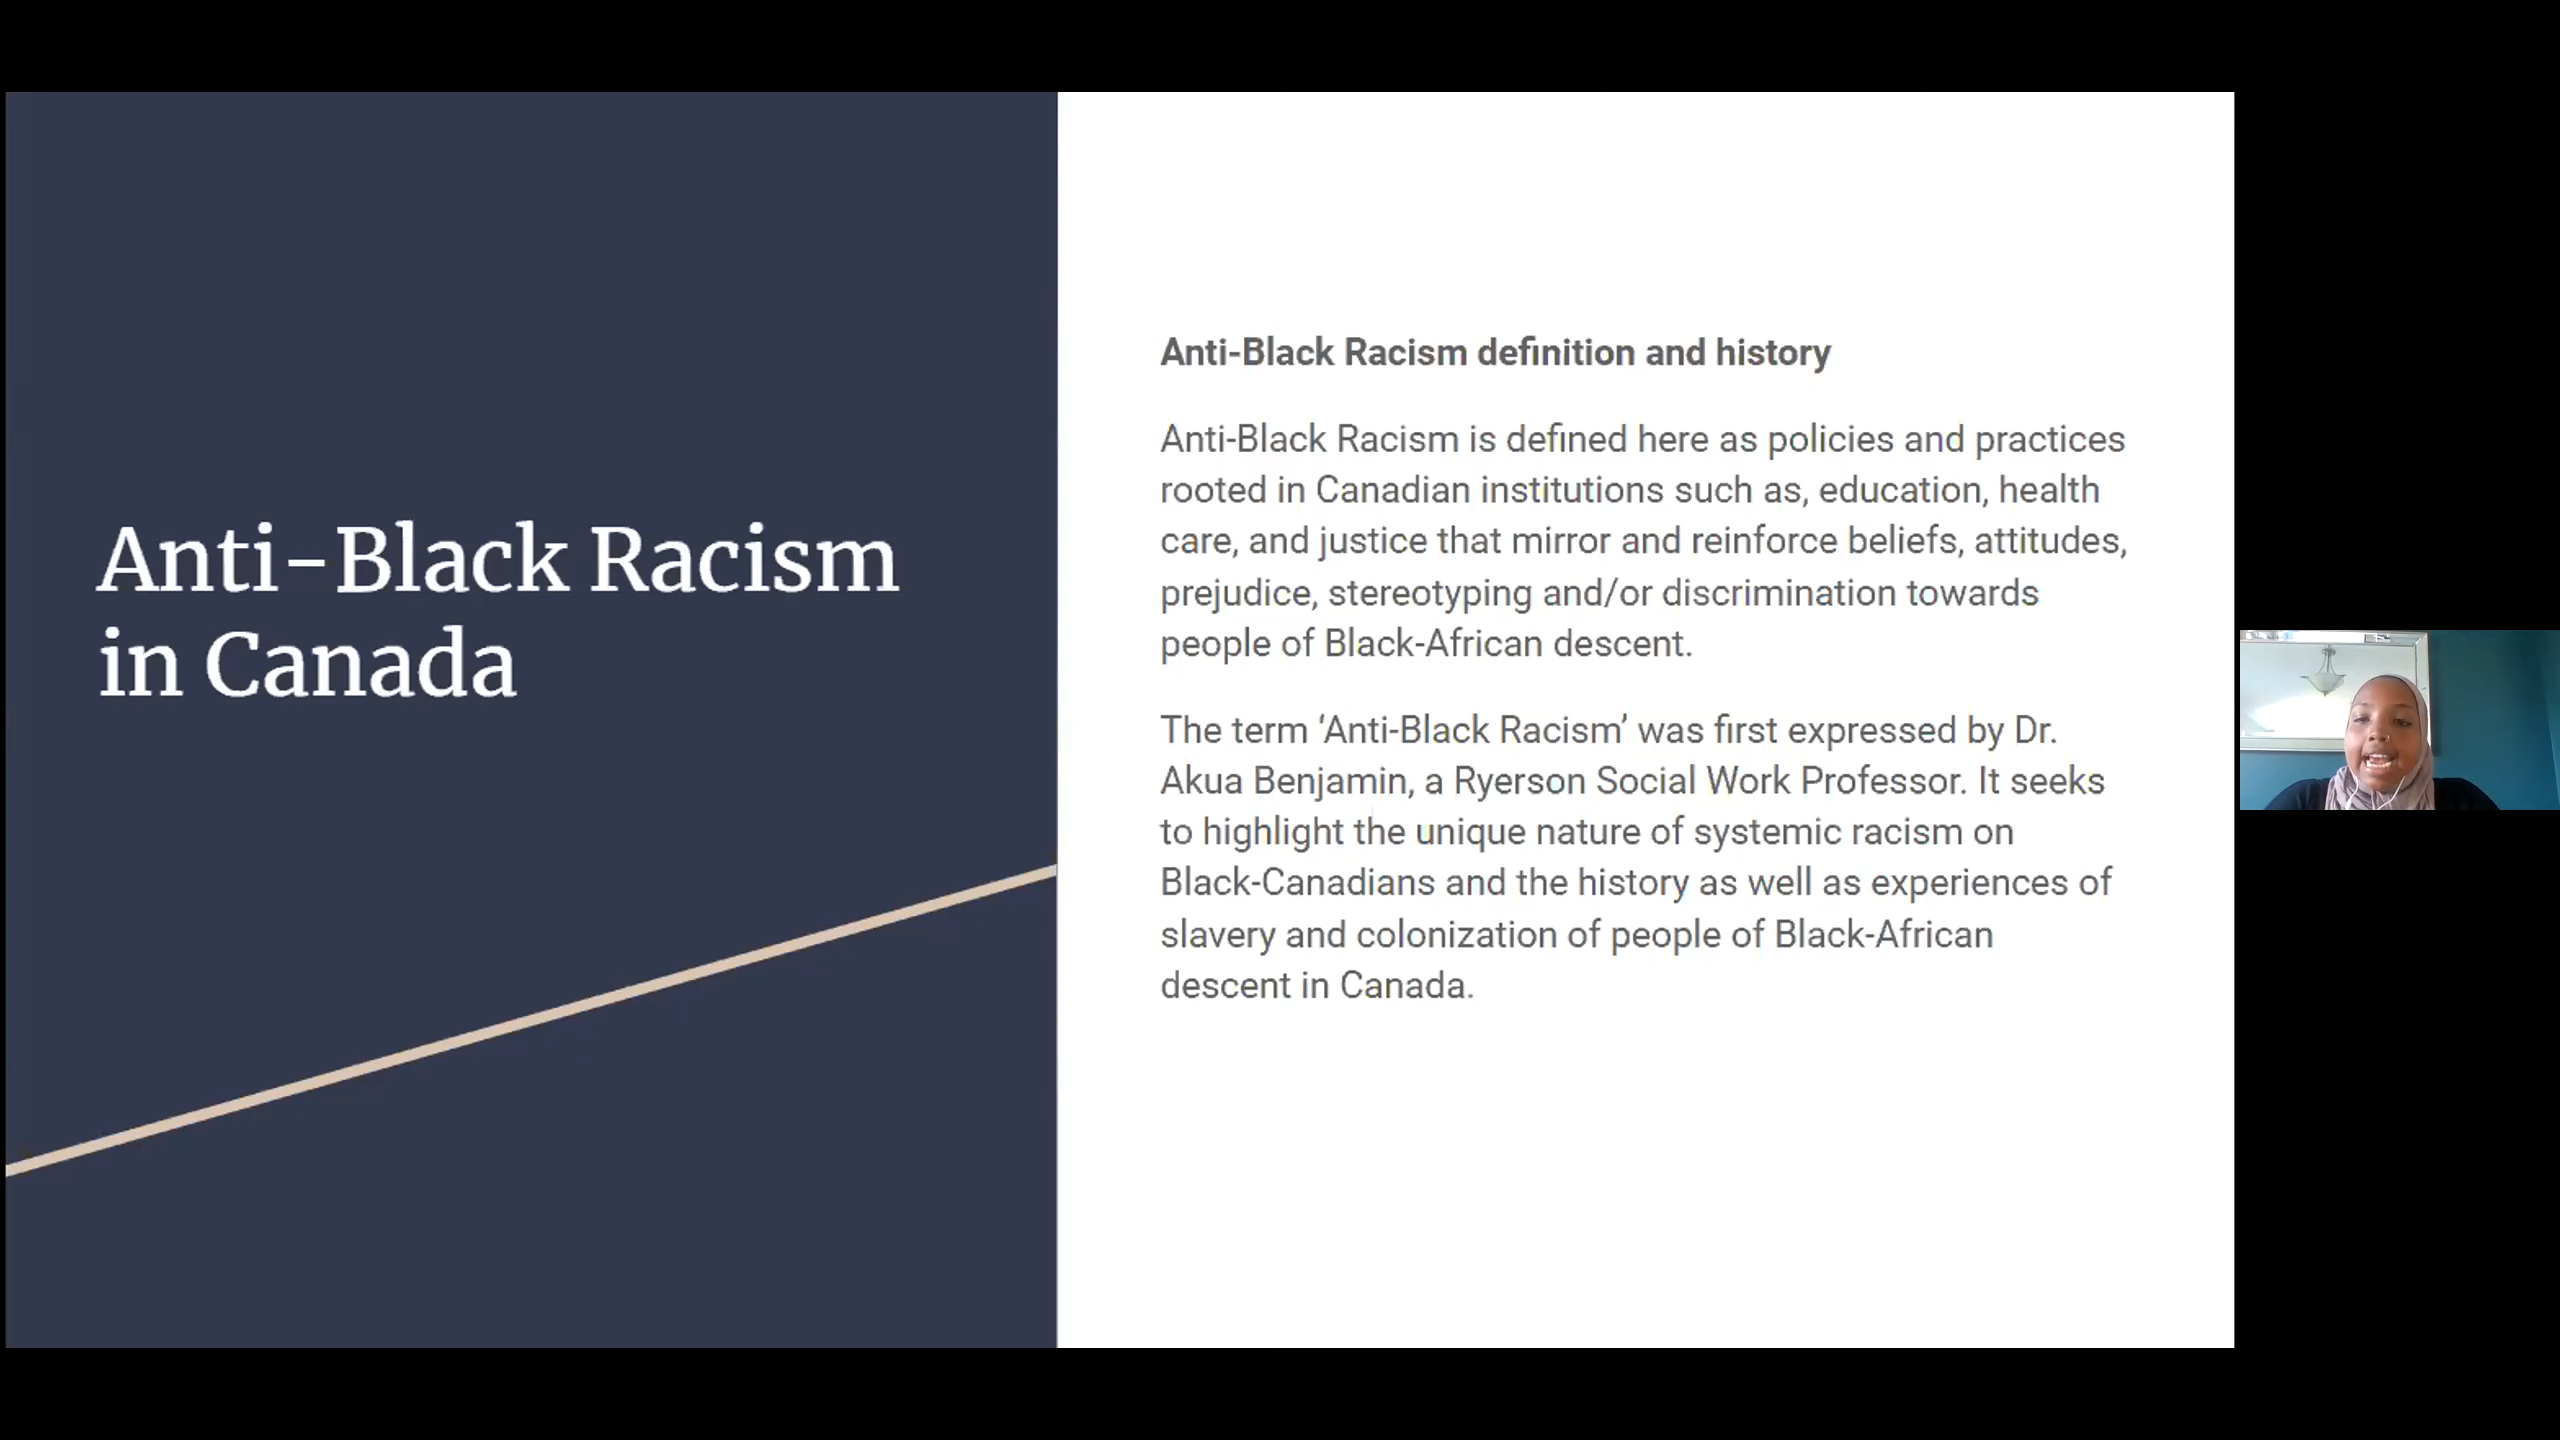 Anti-Black Racism
in Canada
Anti-Black Racism definition and history
Anti-Black Racism is defined here as policies and practices
rooted in Canadian institutions such as, education, health
care, and justice that mirror and reinforce beliefs, attitudes,
prejudice, stereotyping and/or discrimination towards
people of Black-African descent.
The term ‘Anti-Black Racism’ was first expressed by Dr.
Akua Benjamin, a Ryerson Social Work Professor. It seeks
to highlight the unique nature of systemic racism on
Black-Canadians and the history as well as experiences of
slavery and colonization of people of Black-African
descent in Canada.